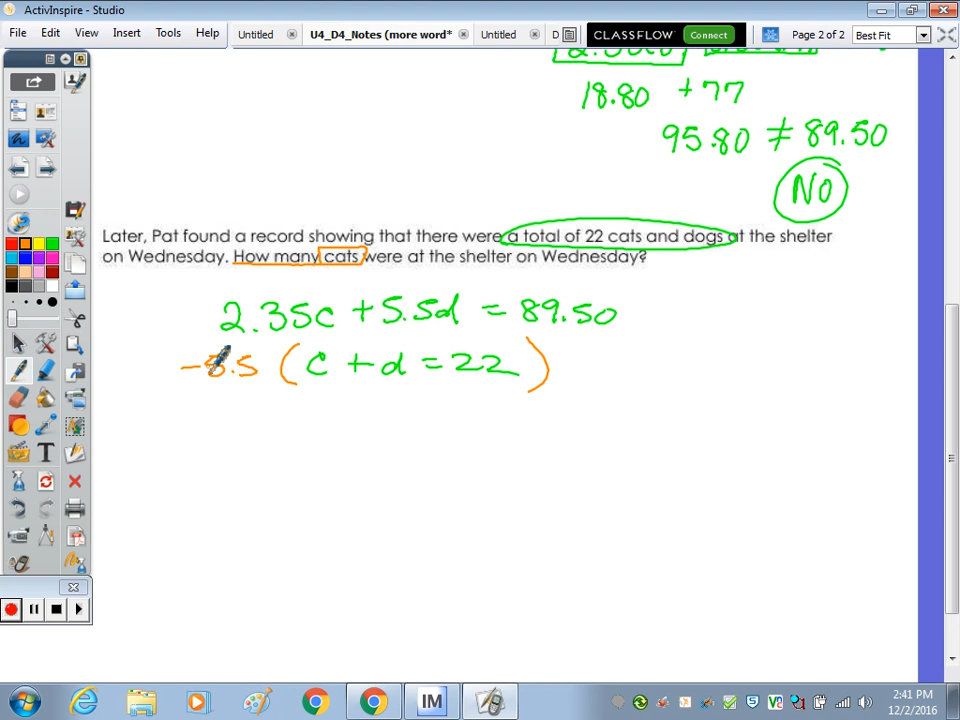 ActivInspire - Studio
File Edit View Insert Tools Help Untitled U4_D4_Notes (more word* Untitled D CLASSFLOW Connect Page 2 of 2 Best Fit
18.80 +77
95.80 ≠ 89.50
NO
Later, Pat found a record showing that there were a total of 22 cats and dogs at the shelter
on Wednesday. How many cats were at the shelter on Wednesday?
2.35c + 5.5d = 89.50
-5.5 ( c + d = 22 )
IM
2:41 PM
12/2/2016